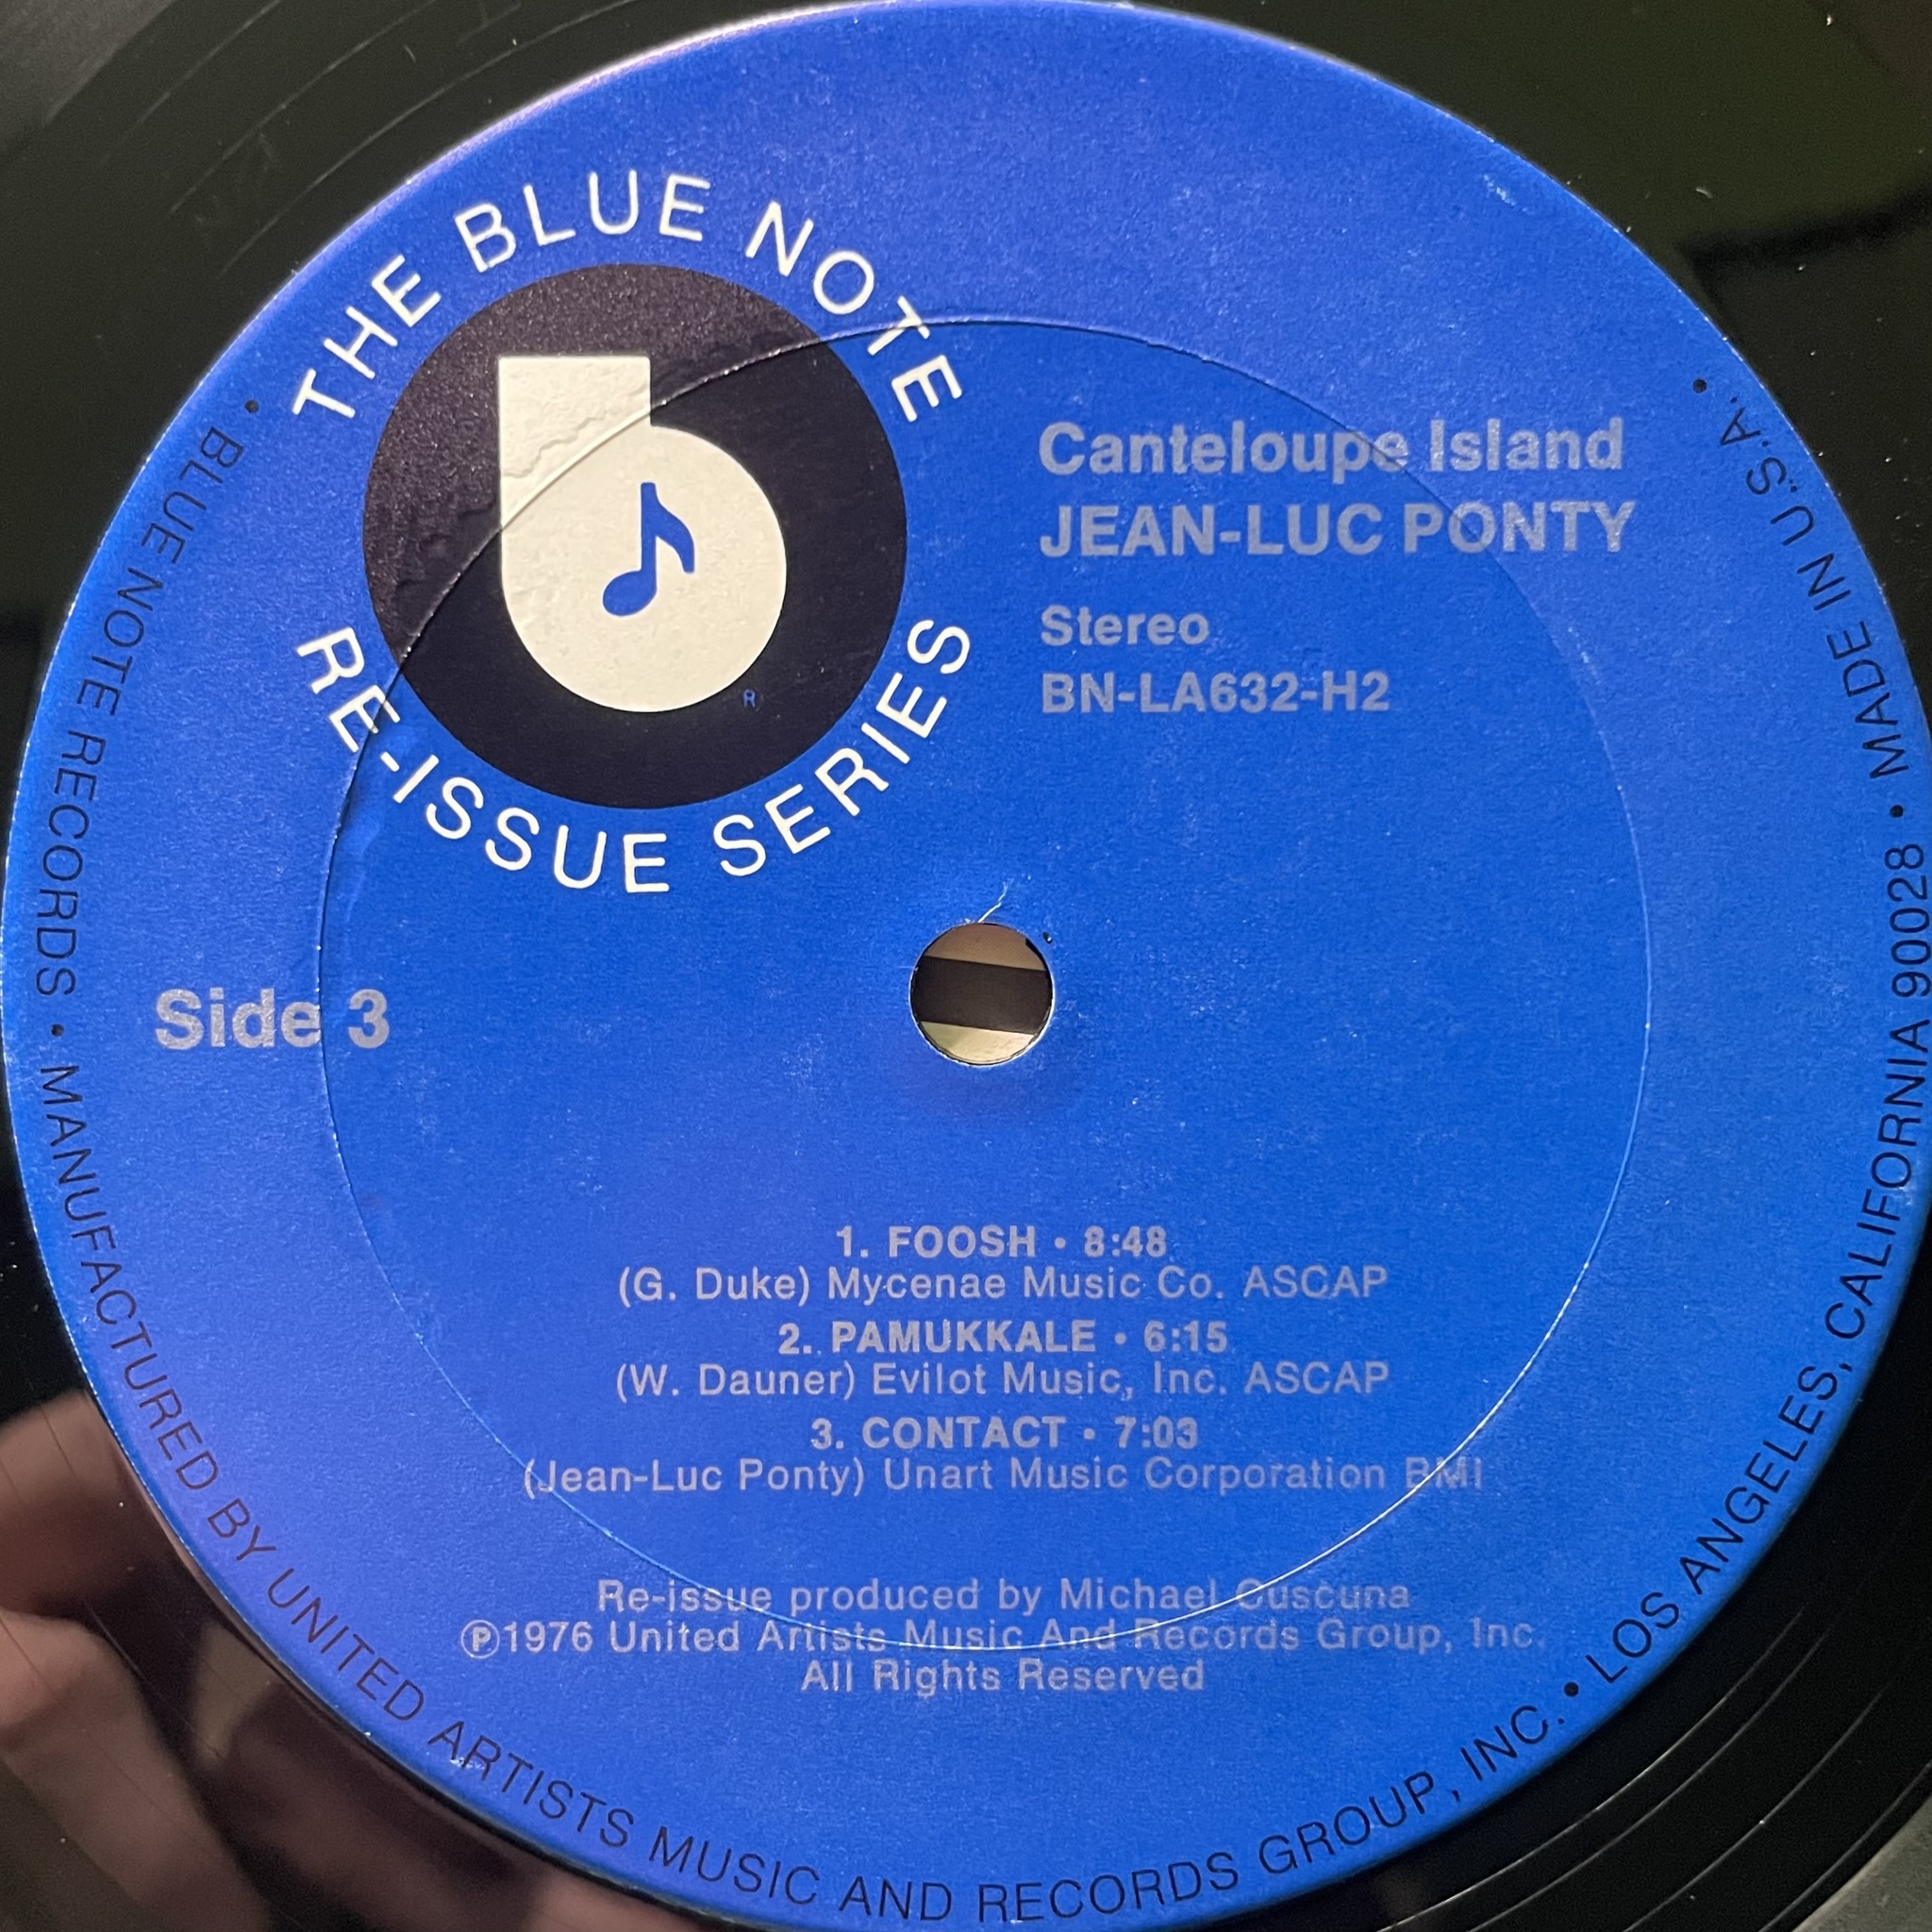 THE BLUE NOTE
RE-ISSUE SERIES
R
Canteloupe Island
JEAN-LUC PONTY
Stereo
BN-LA632-H2
Side 3
1. FOOSH • 8:48
(G. Duke) Mycenae Music Co. ASCAP
2. PAMUKKALE • 6:15
(W. Dauner) Evilot Music, Inc. ASCAP
3. CONTACT • 7:03
(Jean-Luc Ponty) Unart Music Corporation BMI
Re-issue produced by Michael Cuscuna
Ⓟ1976 United Artists Music And Records Group, Inc.
All Rights Reserved
• BLUE NOTE RECORDS • MANUFACTURED BY UNITED ARTISTS MUSIC AND RECORDS GROUP, INC. • LOS ANGELES, CALIFORNIA 90028 • MADE IN U.S.A. •